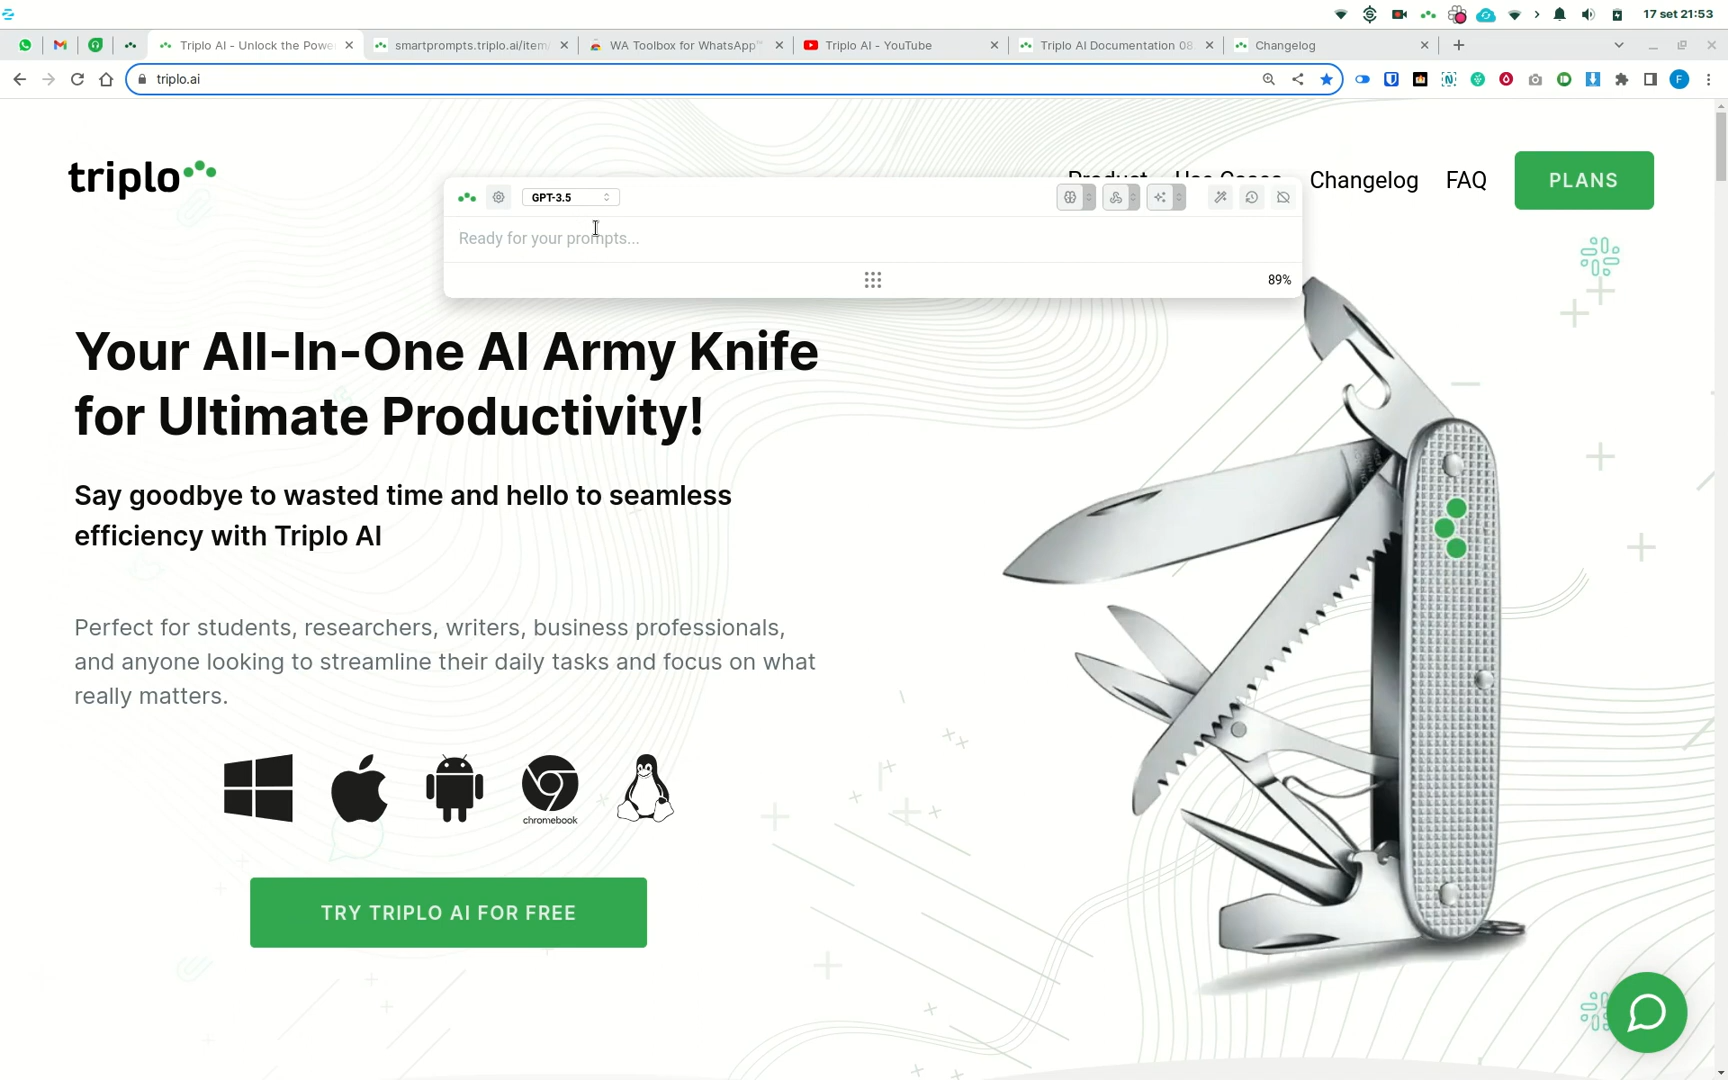 17 set 21:53
Triplo AI - Unlock the Powe
smartprompts.triplo.ai/item
WA Toolbox for WhatsApp™
Triplo AI - YouTube
Triplo AI Documentation 08
Changelog
triplo.ai
F
triplo
Product Use Cases Changelog FAQ PLANS
GPT-3.5
Ready for your prompts...
89%
Your All-In-One AI Army Knife
for Ultimate Productivity!
Say goodbye to wasted time and hello to seamless
efficiency with Triplo AI
Perfect for students, researchers, writers, business professionals,
and anyone looking to streamline their daily tasks and focus on what
really matters.
chromebook
TRY TRIPLO AI FOR FREE